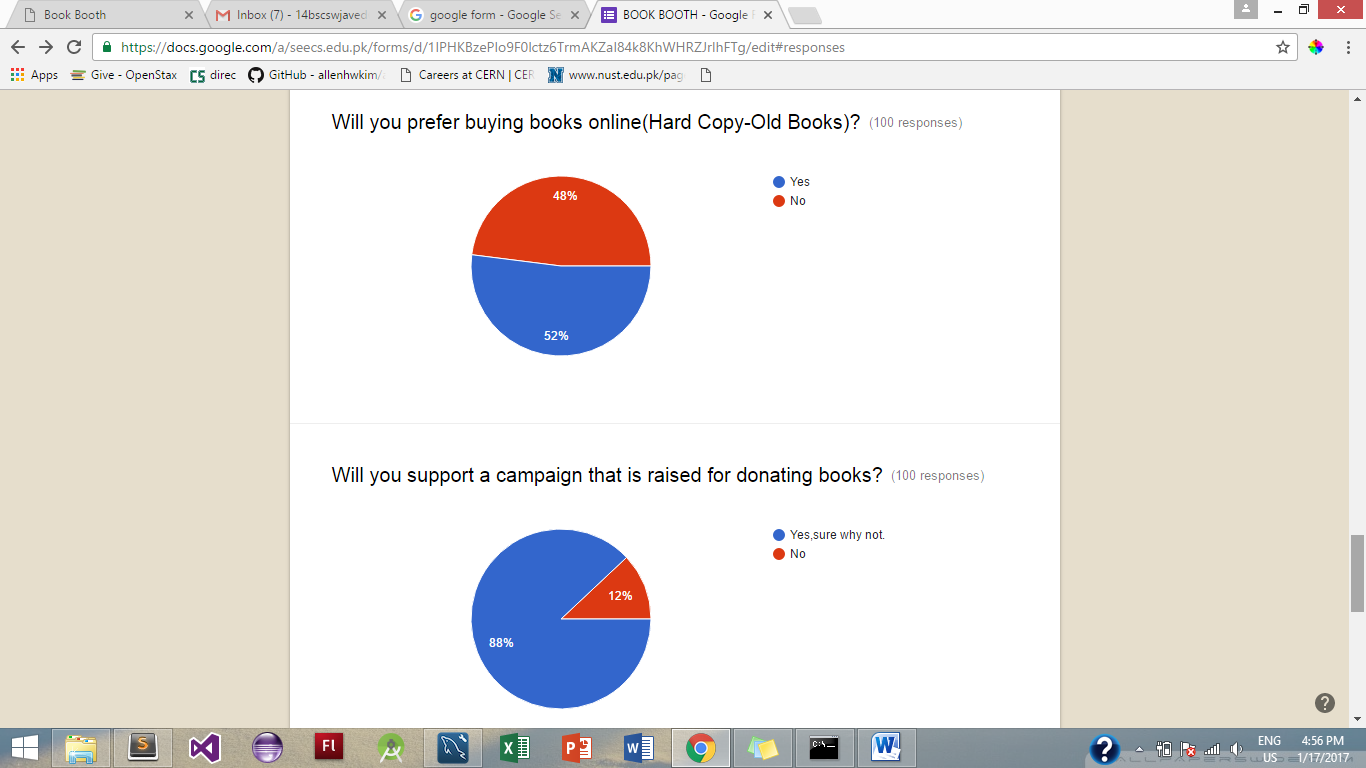 Book Booth
Inbox (7) - 14bscswjaved
google form - Google Se
BOOK BOOTH - Google F
https://docs.google.com/a/seecs.edu.pk/forms/d/1IPHKBzePIo9F0Ictz6TrmAKZaI84k8KhWHRZJrIhFTg/edit#responses
Apps
Give - OpenStax
CS direc
GitHub - allenhwkim/
Careers at CERN | CER
N www.nust.edu.pk/pag
Will you prefer buying books online(Hard Copy-Old Books)? (100 responses)
48%
52%
Yes
No
Will you support a campaign that is raised for donating books? (100 responses)
12%
88%
Yes,sure why not.
No
ENG
US
4:56 PM
1/17/2017